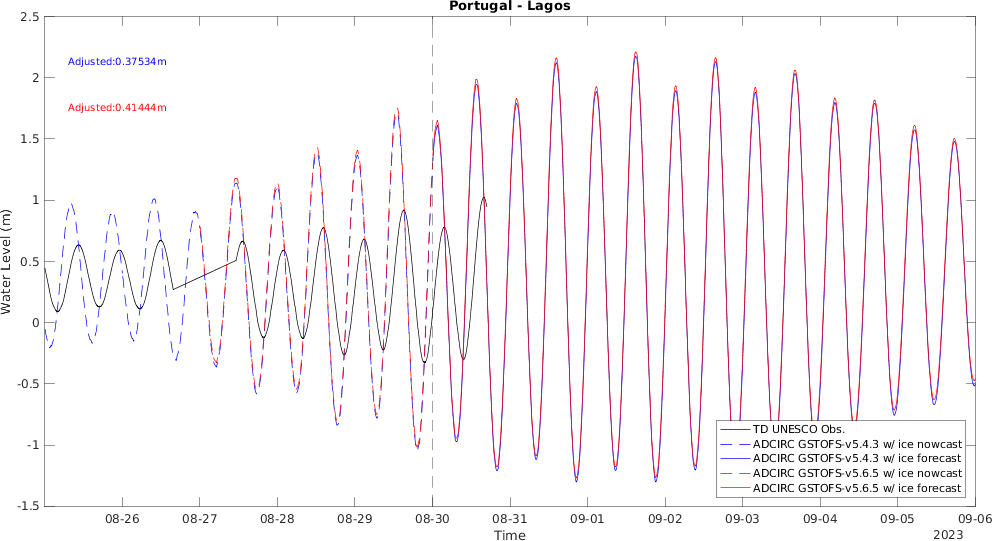 Portugal - Lagos
2.5
2
1.5
1
0.5
0
-0.5
-1
-1.5
Water Level (m)
Adjusted:0.37534m
Adjusted:0.41444m
TD UNESCO Obs.
ADCIRC GSTOFS-v5.4.3 w/ ice nowcast
ADCIRC GSTOFS-v5.4.3 w/ ice forecast
ADCIRC GSTOFS-v5.6.5 w/ ice nowcast
ADCIRC GSTOFS-v5.6.5 w/ ice forecast
08-26 08-27 08-28 08-29 08-30 08-31 09-01 09-02 09-03 09-04 09-05 09-06
Time
2023